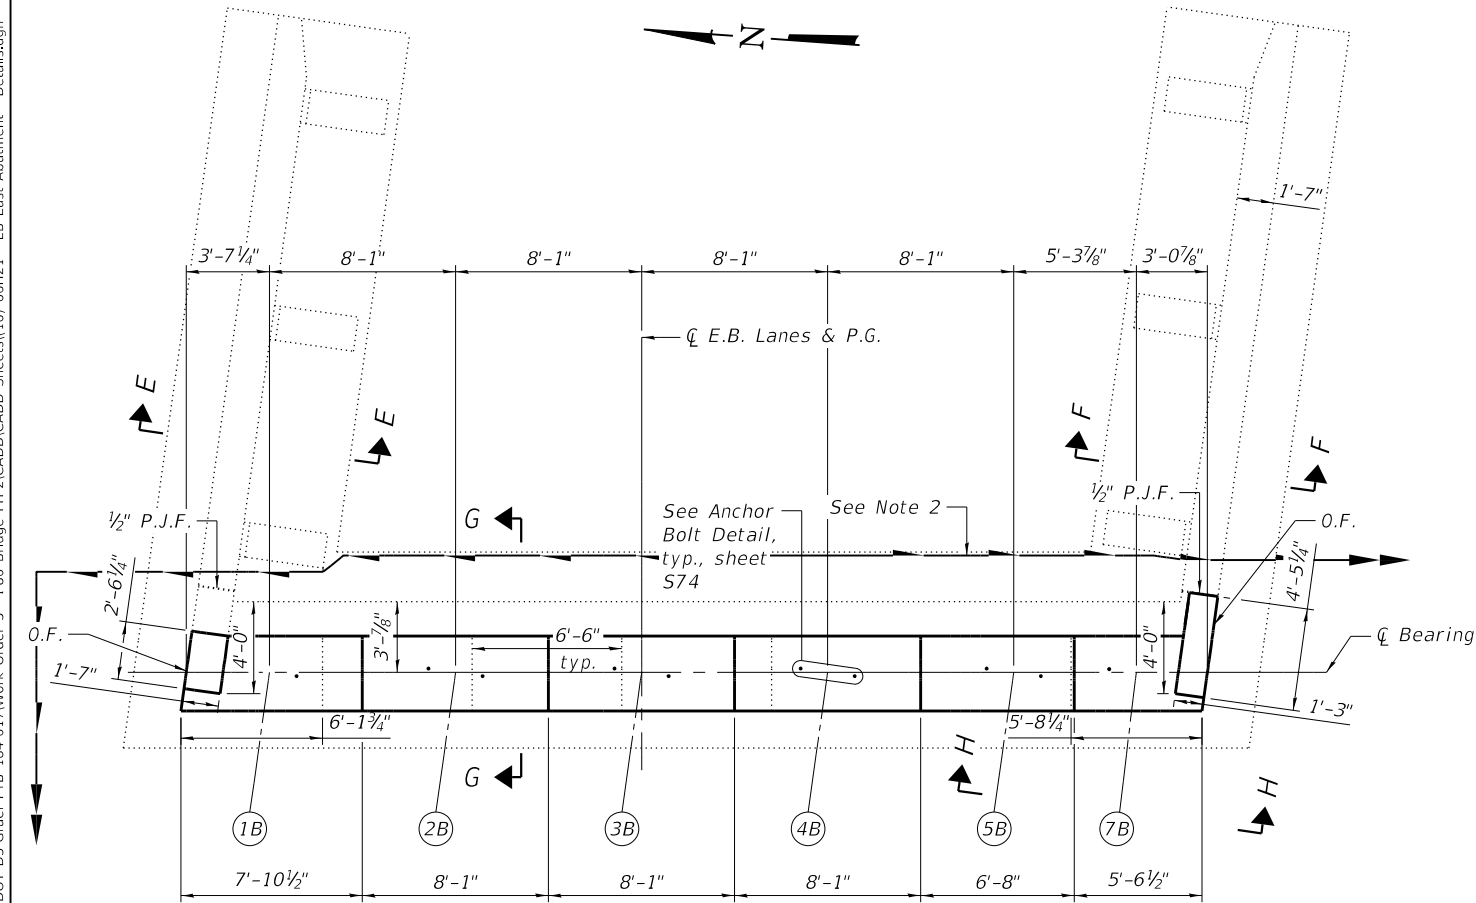 N
3'-7¼"
8'-1"
8'-1"
8'-1"
8'-1"
5'-3⅞"
3'-0⅞"
1'-7"
℄ E.B. Lanes & P.G.
E
E
F
F
½" P.J.F.
G
See Anchor
Bolt Detail,
typ., sheet
S74
See Note 2
½" P.J.F.
O.F.
2'-6¼"
4'-5¼"
O.F.
1'-7"
4'-0"
3'-⅞"
6'-6"
typ.
4'-0"
℄ Bearing
1'-3"
6'-1¾"
5'-8¼"
G
H
H
1B
2B
3B
4B
5B
7B
7'-10½"
8'-1"
8'-1"
8'-1"
6'-8"
5'-6½"